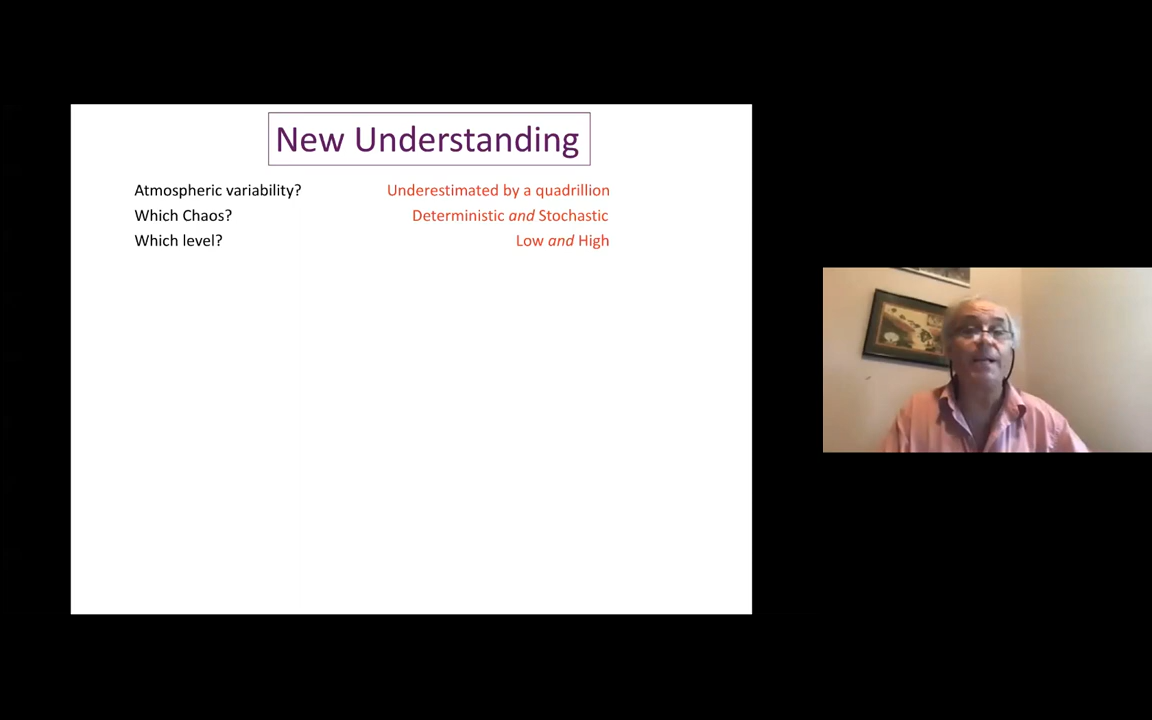 New Understanding
Atmospheric variability? Underestimated by a quadrillion
Which Chaos? Deterministic and Stochastic
Which level? Low and High